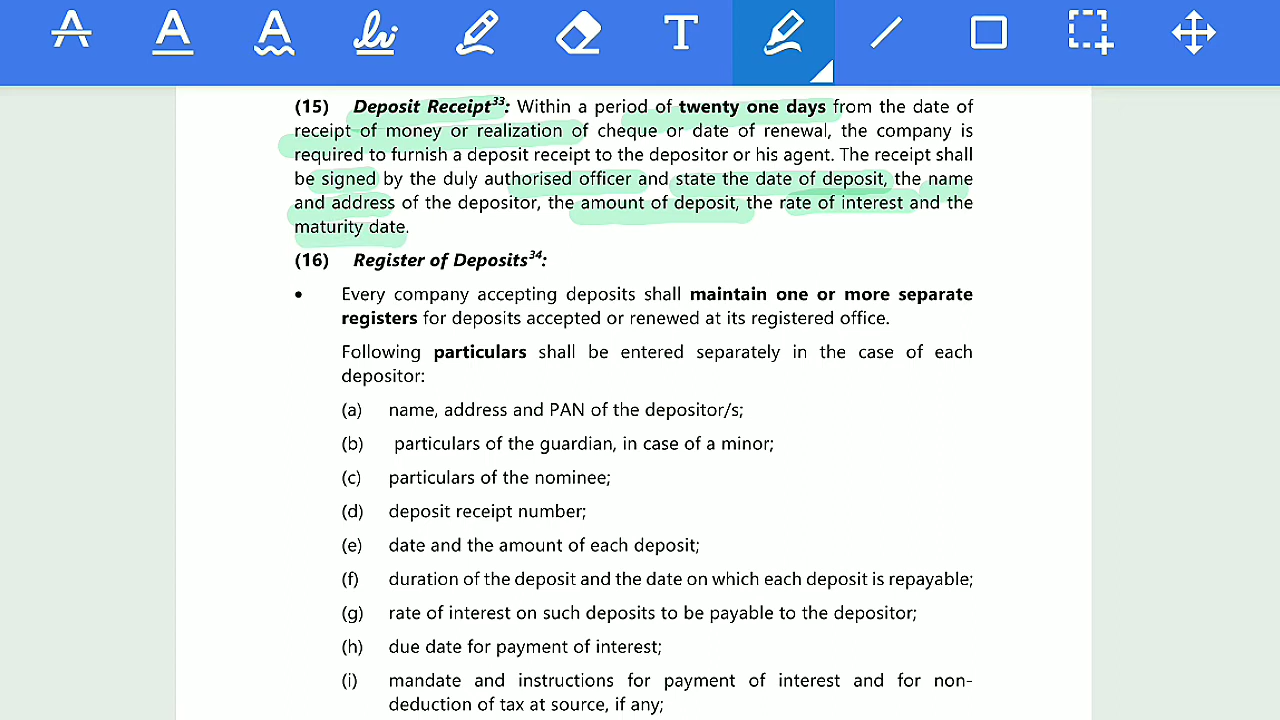 (15) Deposit Receipt³³: Within a period of twenty one days from the date of
receipt of money or realization of cheque or date of renewal, the company is
required to furnish a deposit receipt to the depositor or his agent. The receipt shall
be signed by the duly authorised officer and state the date of deposit, the name
and address of the depositor, the amount of deposit, the rate of interest and the
maturity date.
(16) Register of Deposits³⁴:
• Every company accepting deposits shall maintain one or more separate
registers for deposits accepted or renewed at its registered office.
Following particulars shall be entered separately in the case of each
depositor:
(a) name, address and PAN of the depositor/s;
(b) particulars of the guardian, in case of a minor;
(c) particulars of the nominee;
(d) deposit receipt number;
(e) date and the amount of each deposit;
(f) duration of the deposit and the date on which each deposit is repayable;
(g) rate of interest on such deposits to be payable to the depositor;
(h) due date for payment of interest;
(i) mandate and instructions for payment of interest and for non-
deduction of tax at source, if any;